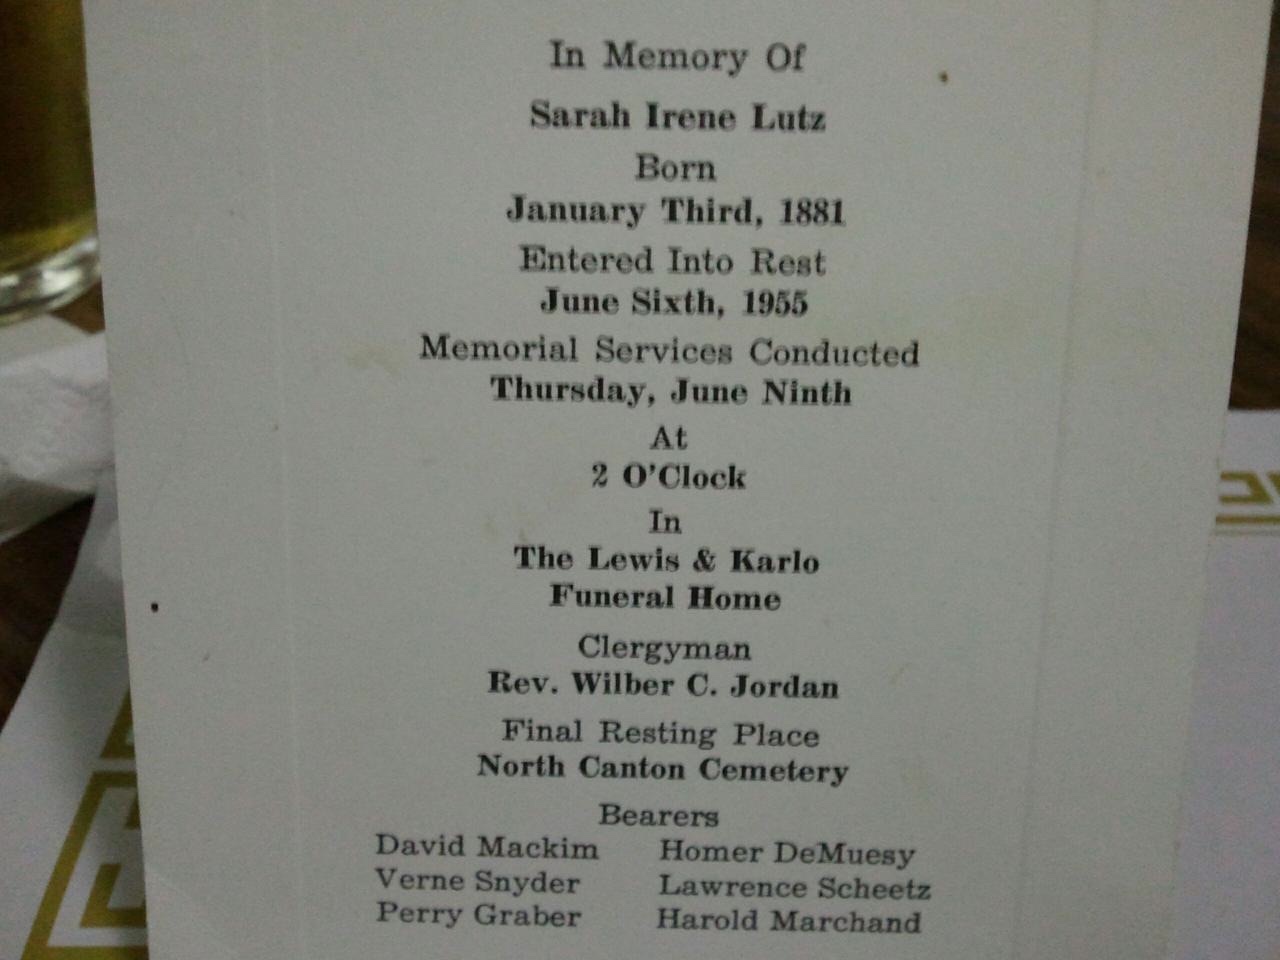 In Memory Of
Sarah Irene Lutz
Born
January Third, 1881
Entered Into Rest
June Sixth, 1955
Memorial Services Conducted
Thursday, June Ninth
At
2 O'Clock
In
The Lewis & Karlo
Funeral Home
Clergyman
Rev. Wilber C. Jordan
Final Resting Place
North Canton Cemetery
Bearers
David Mackim Homer DeMuesy
Verne Snyder Lawrence Scheetz
Perry Graber Harold Marchand